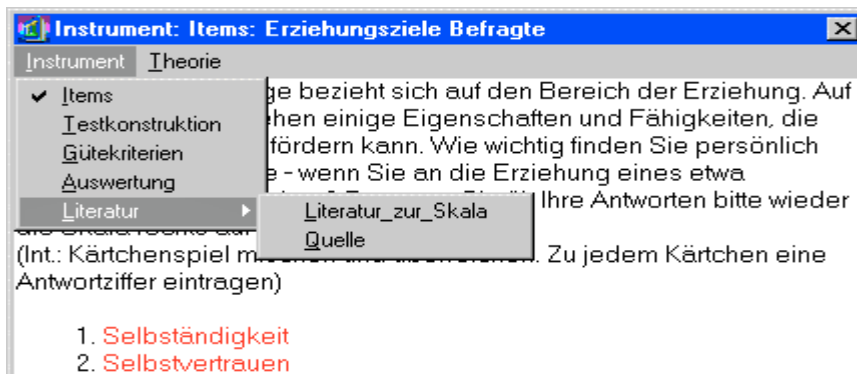 Instrument: Items: Erziehungsziele Befragte
Instrument Theorie
Items
Testkonstruktion
Gütekriterien
Auswertung
Literatur
Literatur_zur_Skala
Quelle
bezieht sich auf den Bereich der Erziehung. Auf
einige Eigenschaften und Fähigkeiten, die
fördern kann. Wie wichtig finden Sie persönlich
- wenn Sie an die Erziehung eines etwa
Ihre Antworten bitte wieder
(Int.: Kärtchenspiel Zu jedem Kärtchen eine
Antwortziffer eintragen)
1. Selbständigkeit
2. Selbstvertrauen